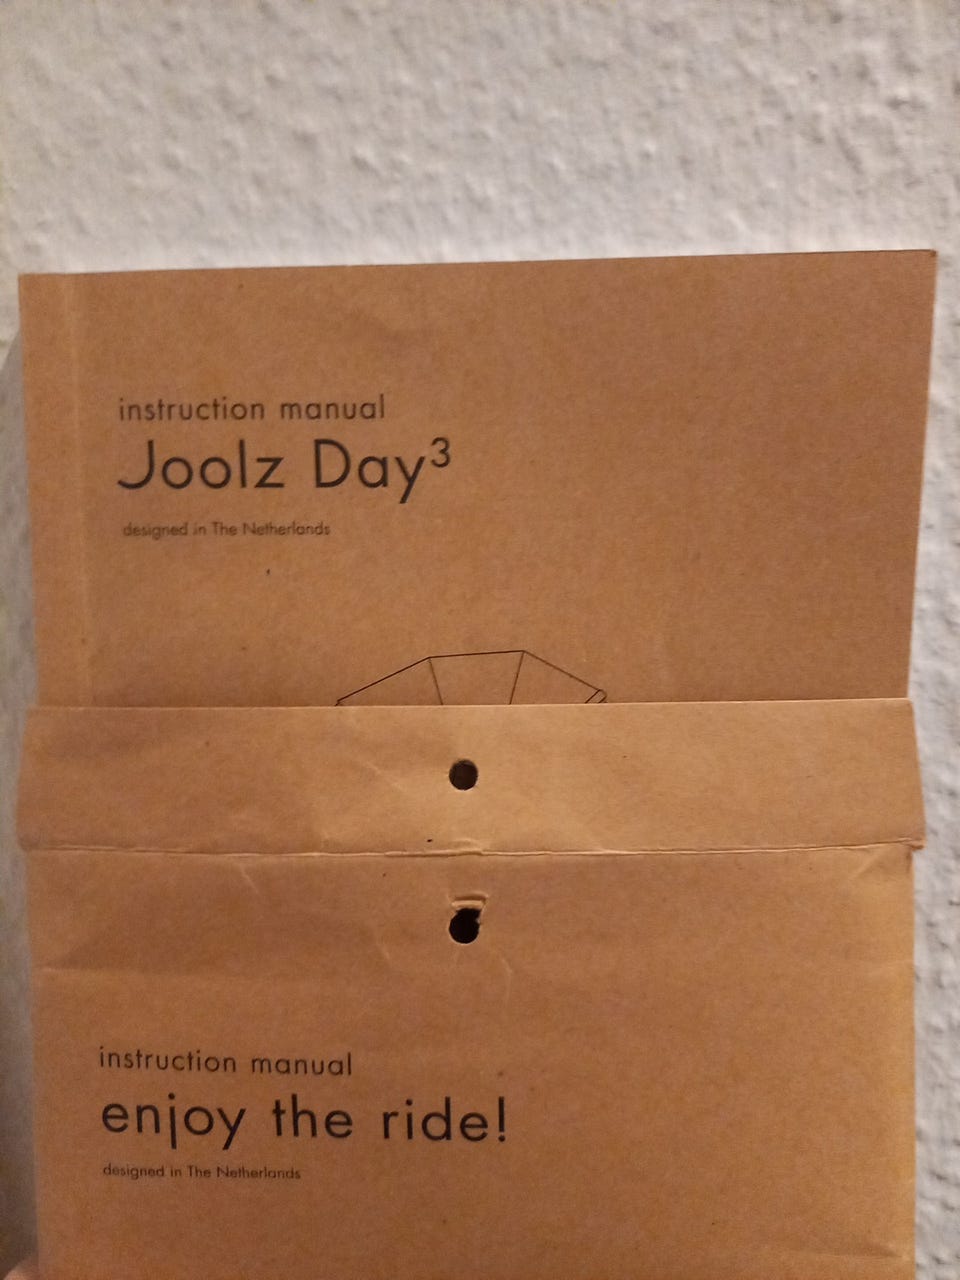 instruction manual
Joolz Day³
designed in The Netherlands
instruction manual
enjoy the ride!
designed in The Netherlands